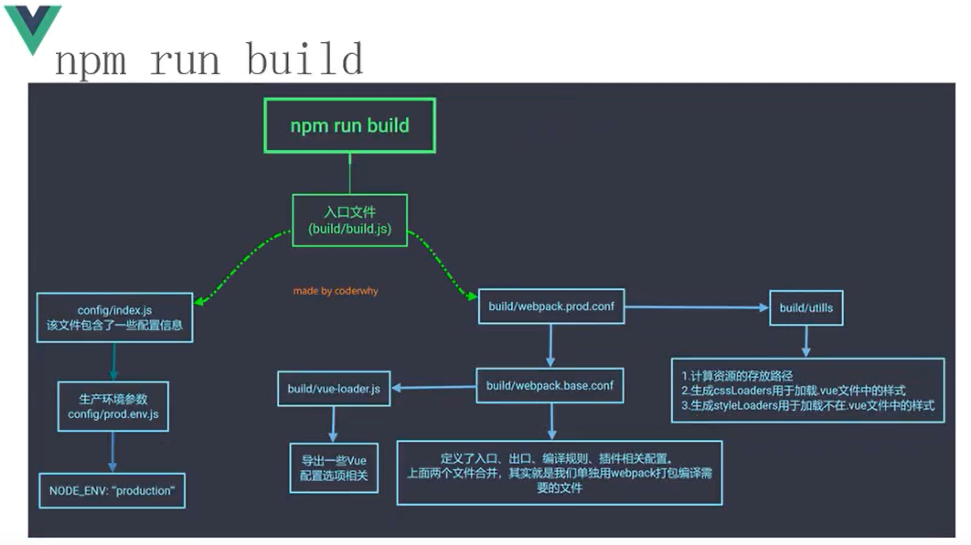 npm run build
npm run build
入口文件
(build/build.js)
made by coderwhy
config/index.js
该文件包含了一些配置信息
build/webpack.prod.conf
build/utills
生产环境参数
config/prod.env.js
build/vue-loader.js
build/webpack.base.conf
1.计算资源的存放路径
2.生成cssLoaders用于加载.vue文件中的样式
3.生成styleLoaders用于加载不在.vue文件中的样式
NODE_ENV: "production"
导出一些Vue
配置选项相关
定义了入口、出口、编译规则、插件相关配置。
上面两个文件合并，其实就是我们单独用webpack打包编译需
要的文件